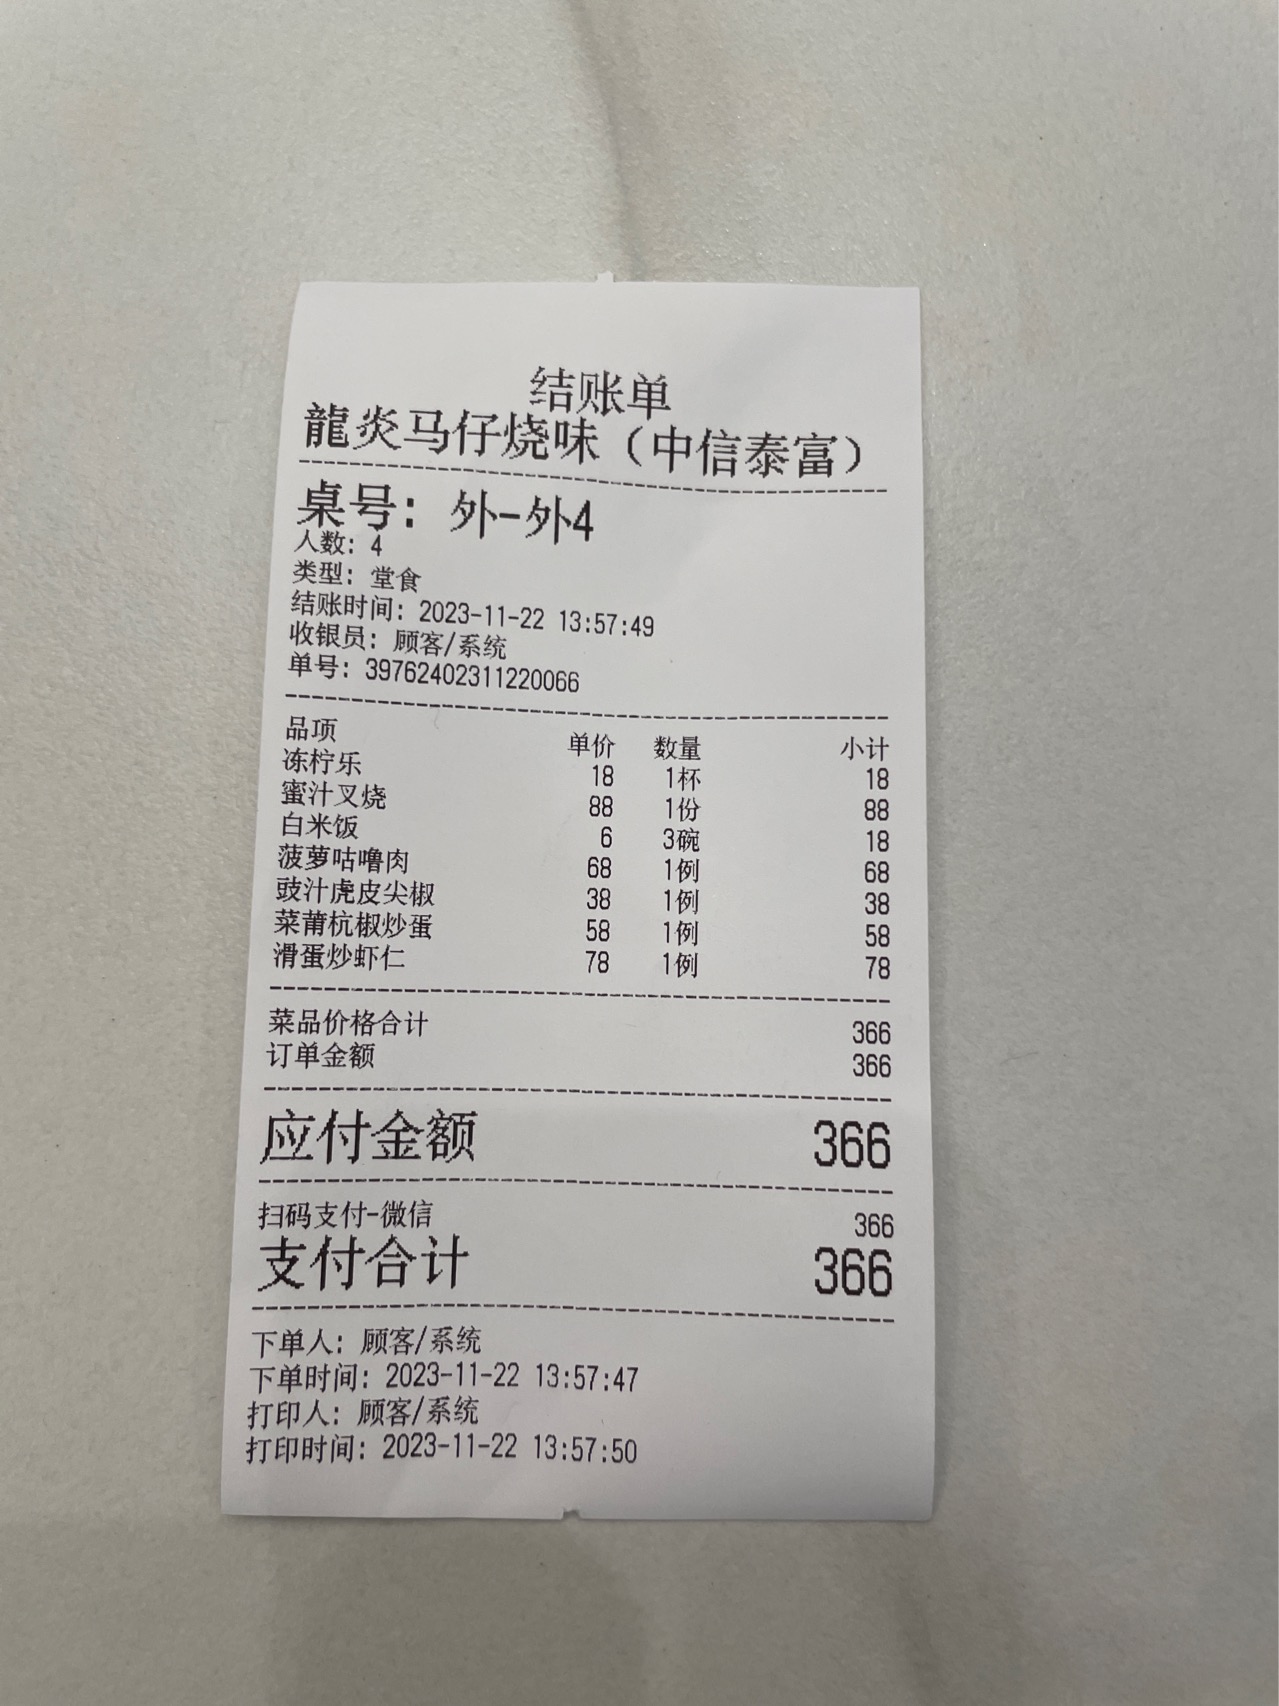 结账单
龍炎马仔烧味（中信泰富）
桌号：外-外4
人数：4
类型：堂食
结账时间：2023-11-22 13:57:49
收银员：顾客/系统
单号：39762402311220066
品项 单价 数量 小计
冻柠乐 18 1杯 18
蜜汁叉烧 88 1份 88
白米饭 6 3碗 18
菠萝咕噜肉 68 1例 68
豉汁虎皮尖椒 38 1例 38
菜莆杭椒炒蛋 58 1例 58
滑蛋炒虾仁 78 1例 78
菜品价格合计 366
订单金额 366
应付金额 366
扫码支付-微信 366
支付合计 366
下单人：顾客/系统
下单时间：2023-11-22 13:57:47
打印人：顾客/系统
打印时间：2023-11-22 13:57:50